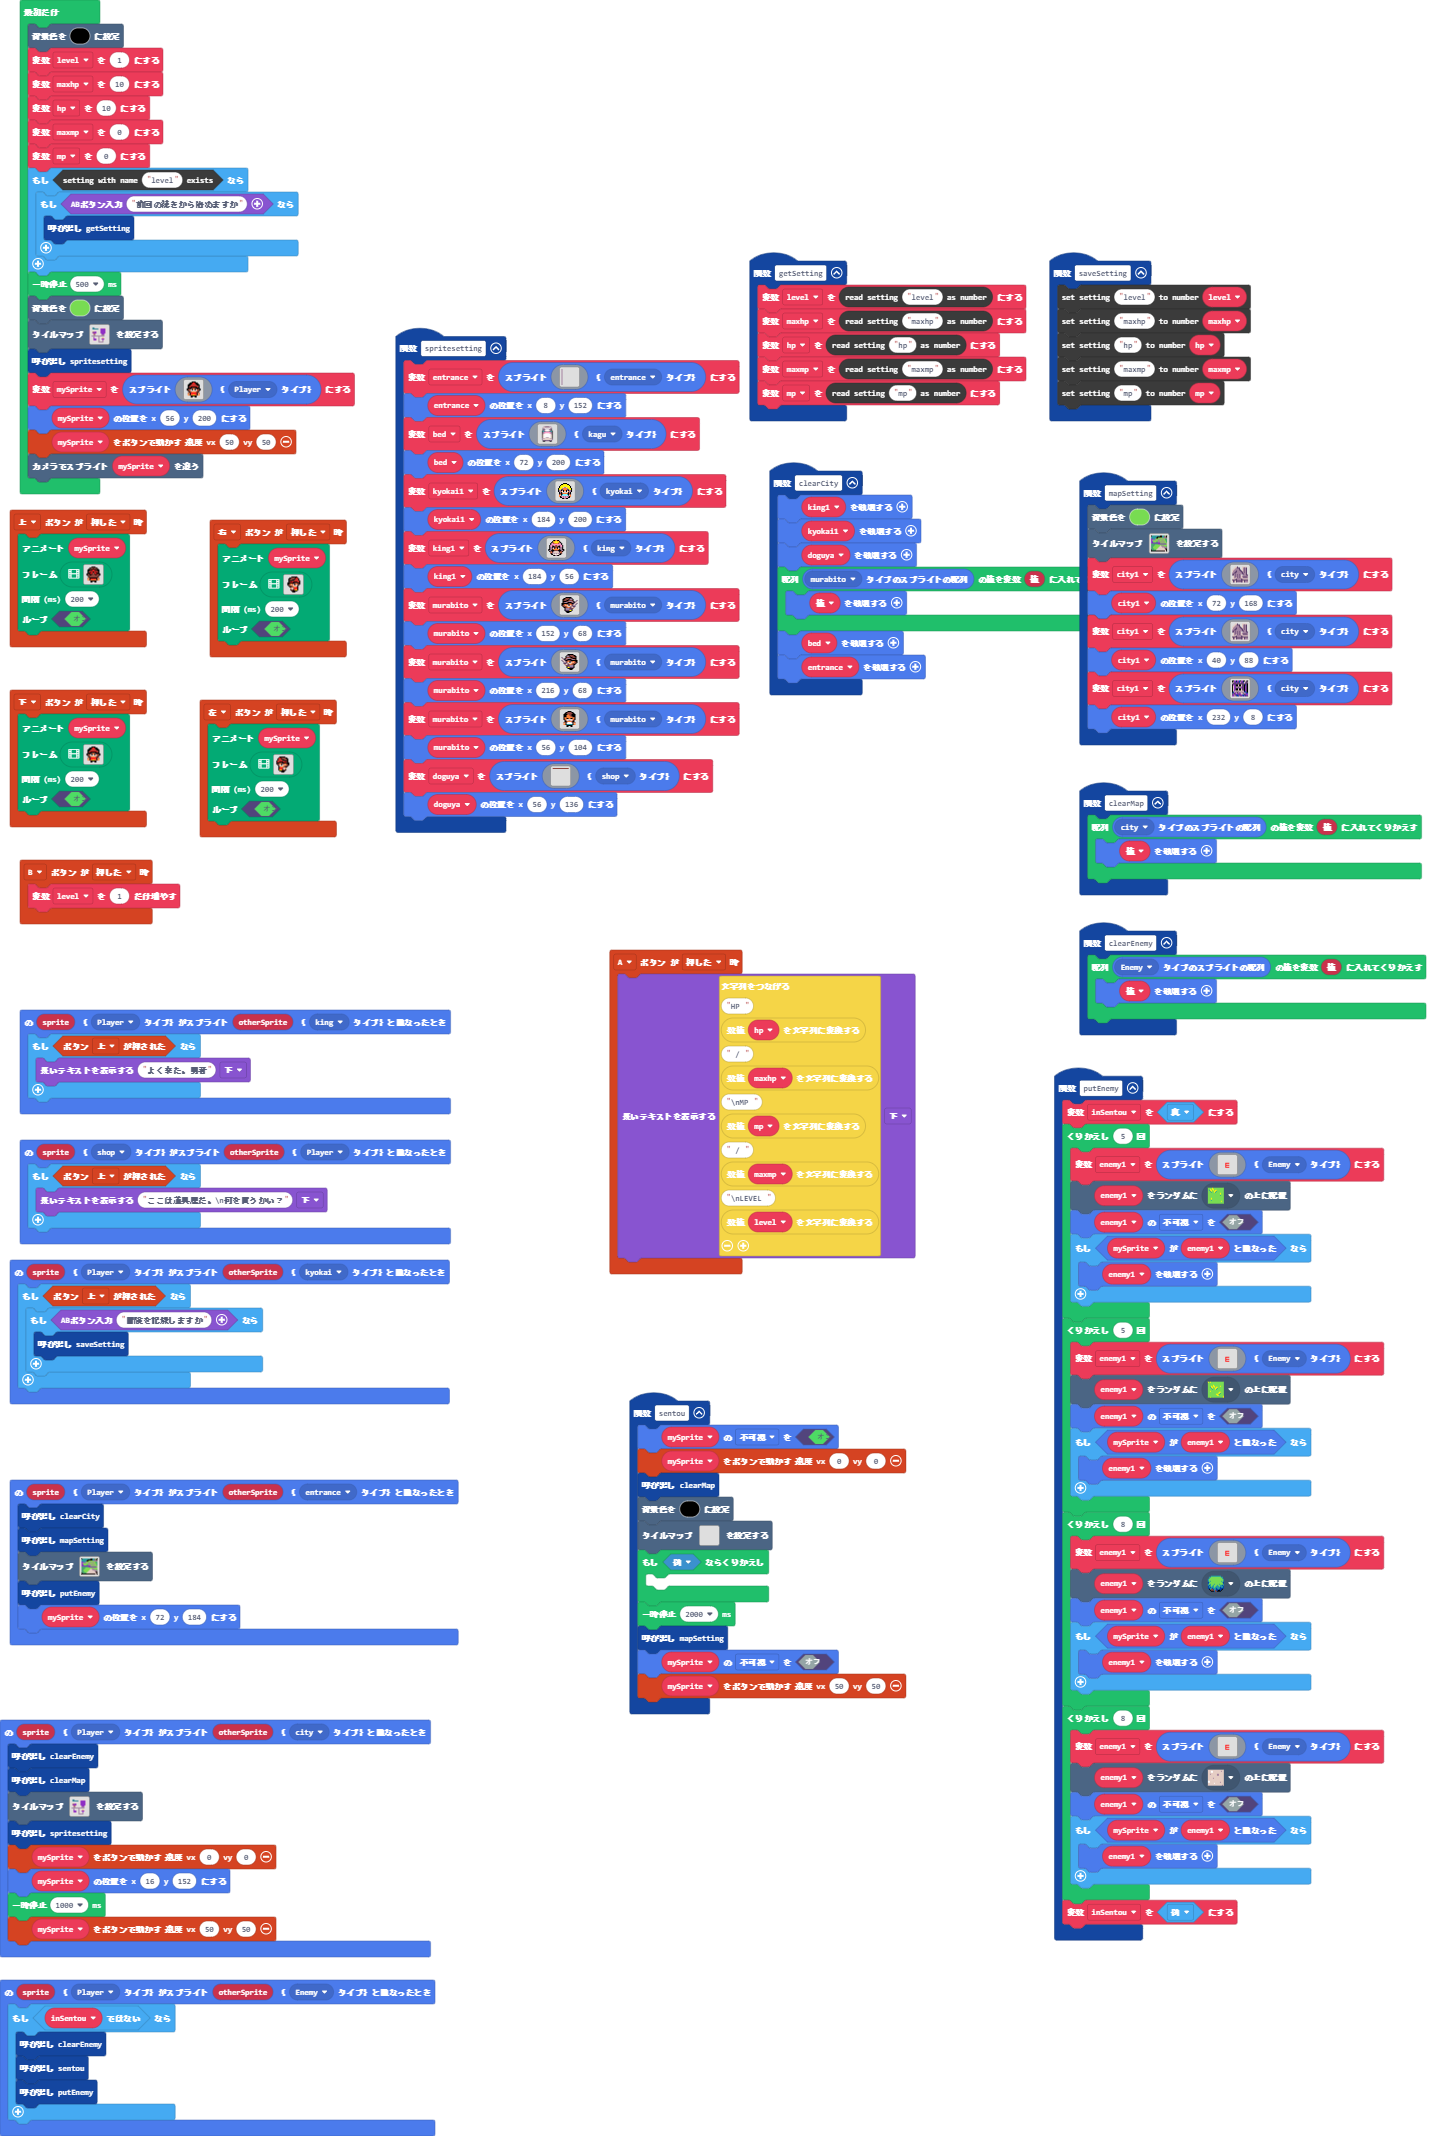 最初だけ
背景色を に設定
変数 level を 1 にする
変数 maxhp を 10 にする
変数 hp を 10 にする
変数 maxmp を 0 にする
変数 mp を 0 にする
もし setting with name "level" exists なら
もし ABボタン入力 "前回の続きから始めますか" なら
呼び出し getSetting
一時停止 500 ms
背景色を に設定
タイルマップ を設定する
呼び出し spritesetting
変数 mySprite を スプライト ( Player タイプ) にする
mySprite の位置を x 56 y 200 にする
mySprite をボタンで動かす 速度 vx 50 vy 50
カメラでスプライト mySprite を追う
上 ボタン が 押した 時
アニメート mySprite
フレーム
間隔 (ms) 200
ループ オ
右 ボタン が 押した 時
アニメート mySprite
フレーム
間隔 (ms) 200
ループ オ
下 ボタン が 押した 時
アニメート mySprite
フレーム
間隔 (ms) 200
ループ オ
左 ボタン が 押した 時
アニメート mySprite
フレーム
間隔 (ms) 200
ループ オ
B ボタン が 押した 時
変数 level を 1 だけ増やす
関数 spritesetting
変数 entrance を スプライト ( entrance タイプ) にする
entrance の位置を x 8 y 152 にする
変数 bed を スプライト ( kagu タイプ) にする
bed の位置を x 72 y 200 にする
変数 kyokai1 を スプライト ( kyokai タイプ) にする
kyokai1 の位置を x 184 y 200 にする
変数 king1 を スプライト ( king タイプ) にする
king1 の位置を x 184 y 56 にする
変数 murabito を スプライト ( murabito タイプ) にする
murabito の位置を x 152 y 68 にする
変数 murabito を スプライト ( murabito タイプ) にする
murabito の位置を x 216 y 68 にする
変数 murabito を スプライト ( murabito タイプ) にする
murabito の位置を x 56 y 104 にする
変数 doguya を スプライト ( shop タイプ) にする
doguya の位置を x 56 y 136 にする
関数 getSetting
変数 level を read setting "level" as number にする
変数 maxhp を read setting "maxhp" as number にする
変数 hp を read setting "hp" as number にする
変数 maxmp を read setting "maxmp" as number にする
変数 mp を read setting "mp" as number にする
関数 saveSetting
set setting "level" to number level
set setting "maxhp" to number maxhp
set setting "hp" to number hp
set setting "maxmp" to number maxmp
set setting "mp" to number mp
関数 clearCity
king1 を破壊する
kyokai1 を破壊する
doguya を破壊する
配列 murabito タイプのスプライトの配列 の値を変数 値 に入れて
値 を破壊する
bed を破壊する
entrance を破壊する
関数 mapSetting
背景色を に設定
タイルマップ を設定する
変数 city1 を スプライト ( city タイプ) にする
city1 の位置を x 72 y 168 にする
変数 city1 を スプライト ( city タイプ) にする
city1 の位置を x 40 y 88 にする
変数 city1 を スプライト ( city タイプ) にする
city1 の位置を x 232 y 8 にする
関数 clearMap
配列 city タイプのスプライトの配列 の値を変数 値 に入れてくりかえす
値 を破壊する
関数 clearEnemy
配列 Enemy タイプのスプライトの配列 の値を変数 値 に入れてくりかえす
値 を破壊する
の sprite ( Player タイプ) がスプライト otherSprite ( king タイプ) と重なったとき
もし ボタン 上 が押された なら
長いテキストを表示する "よく来た。勇者" 下
の sprite ( shop タイプ) がスプライト otherSprite ( Player タイプ) と重なったとき
もし ボタン 上 が押された なら
長いテキストを表示する "ここは道具屋だ。\n何を買うかい？" 下
の sprite ( Player タイプ) がスプライト otherSprite ( kyokai タイプ) と重なったとき
もし ボタン 上 が押された なら
もし ABボタン入力 "冒険を記録しますか" なら
呼び出し saveSetting
の sprite ( Player タイプ) がスプライト otherSprite ( entrance タイプ) と重なったとき
呼び出し clearCity
呼び出し mapSetting
タイルマップ を設定する
呼び出し putEnemy
mySprite の位置を x 72 y 184 にする
の sprite ( Player タイプ) がスプライト otherSprite ( city タイプ) と重なったとき
呼び出し clearEnemy
呼び出し clearMap
タイルマップ を設定する
呼び出し spritesetting
mySprite をボタンで動かす 速度 vx 0 vy 0
mySprite の位置を x 16 y 152 にする
一時停止 1000 ms
mySprite をボタンで動かす 速度 vx 50 vy 50
の sprite ( Player タイプ) がスプライト otherSprite ( Enemy タイプ) と重なったとき
もし inSentou ではない なら
呼び出し clearEnemy
呼び出し sentou
呼び出し putEnemy
A ボタン が 押した 時
長いテキストを表示する 下
文字列をつなげる
"HP "
数値 hp を文字列に変換する
" / "
数値 maxhp を文字列に変換する
"\nMP "
数値 mp を文字列に変換する
" / "
数値 maxmp を文字列に変換する
"\nLEVEL "
数値 level を文字列に変換する
関数 sentou
mySprite の 不可視 を オ
mySprite をボタンで動かす 速度 vx 0 vy 0
呼び出し clearMap
背景色を に設定
タイルマップ を設定する
もし 偽 ならくりかえし
一時停止 2000 ms
呼び出し mapSetting
mySprite の 不可視 を オフ
mySprite をボタンで動かす 速度 vx 50 vy 50
関数 putEnemy
変数 inSentou を 真 にする
くりかえし 5 回
変数 enemy1 を スプライト E ( Enemy タイプ) にする
enemy1 をランダムに の上に配置
enemy1 の 不可視 を オフ
もし mySprite が enemy1 と重なった なら
enemy1 を破壊する
くりかえし 5 回
変数 enemy1 を スプライト E ( Enemy タイプ) にする
enemy1 をランダムに の上に配置
enemy1 の 不可視 を オフ
もし mySprite が enemy1 と重なった なら
enemy1 を破壊する
くりかえし 8 回
変数 enemy1 を スプライト E ( Enemy タイプ) にする
enemy1 をランダムに の上に配置
enemy1 の 不可視 を オフ
もし mySprite が enemy1 と重なった なら
enemy1 を破壊する
くりかえし 8 回
変数 enemy1 を スプライト E ( Enemy タイプ) にする
enemy1 をランダムに の上に配置
enemy1 の 不可視 を オフ
もし mySprite が enemy1 と重なった なら
enemy1 を破壊する
変数 inSentou を 偽 にする